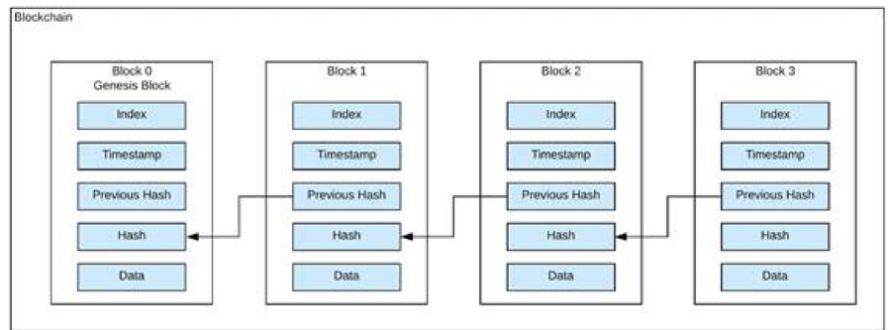 Blockchain
Block 0
Genesis Block
Index
Timestamp
Previous Hash
Hash
Data
Block 1
Index
Timestamp
Previous Hash
Hash
Data
Block 2
Index
Timestamp
Previous Hash
Hash
Data
Block 3
Index
Timestamp
Previous Hash
Hash
Data